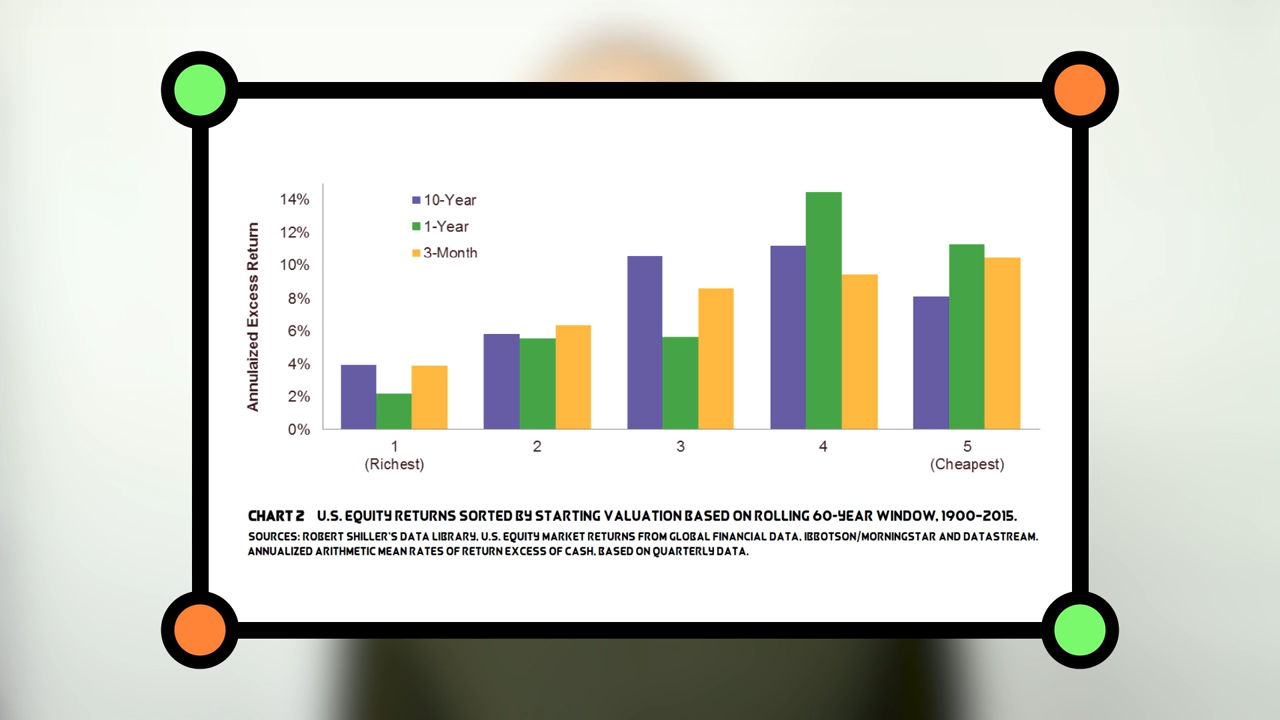 14%
12%
10%
8%
6%
4%
2%
0%
Annulaized Excess Return
10-Year
1-Year
3-Month
1
(Richest)
2
3
4
5
(Cheapest)
CHART 2 U.S. EQUITY RETURNS SORTED BY STARTING VALUATION BASED ON ROLLING 60-YEAR WINDOW, 1900-2015.
SOURCES: ROBERT SHILLER'S DATA LIBRARY, U.S. EQUITY MARKET RETURNS FROM GLOBAL FINANCIAL DATA, IBBOTSON/MORNINGSTAR AND DATASTREAM.
ANNUALIZED ARITHMETIC MEAN RATES OF RETURN EXCESS OF CASH, BASED ON QUARTERLY DATA.